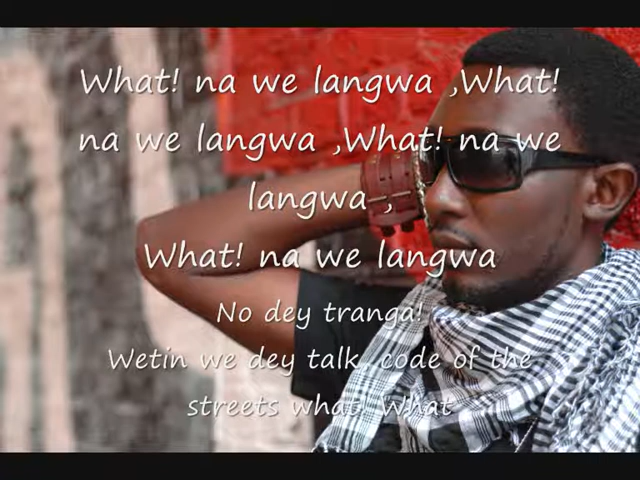 What! na we langwa ,What!
na we langwa ,What! na we
langwa ,
What! na we langwa
No dey tranga!
Wetin we dey talk, code of the
streets what! What